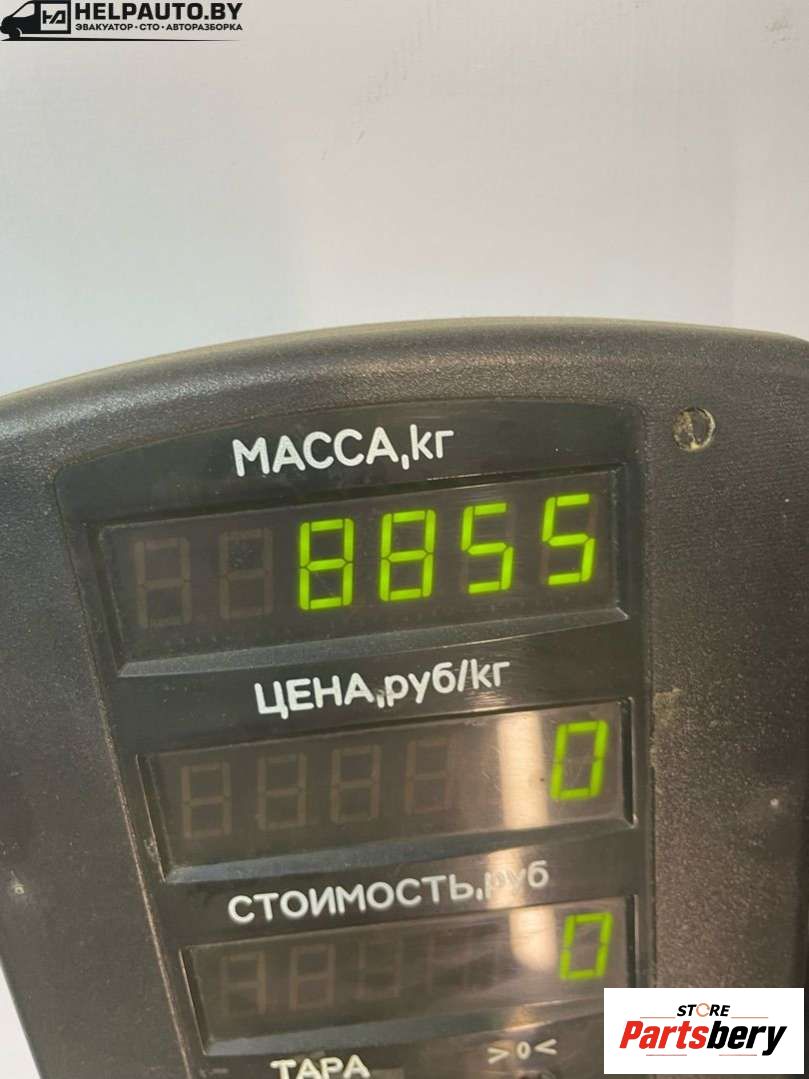 HELPAUTO.BY
ЭВАКУАТОР·СТО·АВТОРАЗБОРКА
МАССА,кг
8855
ЦЕНА,руб/кг
0
СТОИМОСТЬ,руб
0
ТАРА >0<
STORE
Partsbery